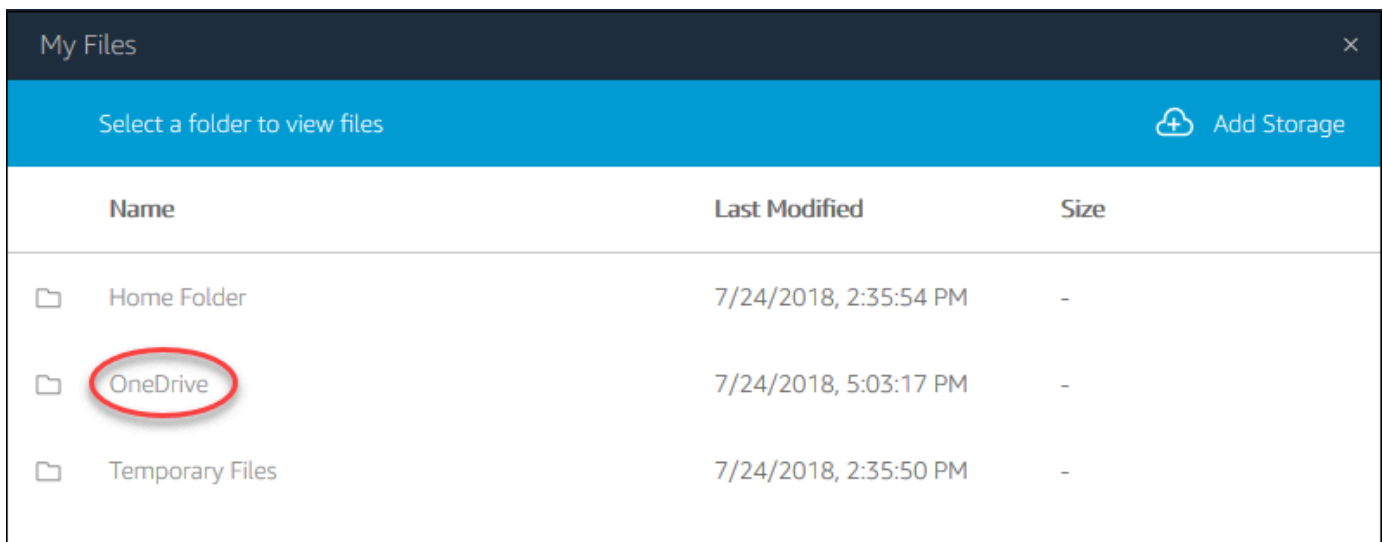 My Files ×
Select a folder to view files Add Storage
Name Last Modified Size
Home Folder 7/24/2018, 2:35:54 PM -
OneDrive 7/24/2018, 5:03:17 PM -
Temporary Files 7/24/2018, 2:35:50 PM -